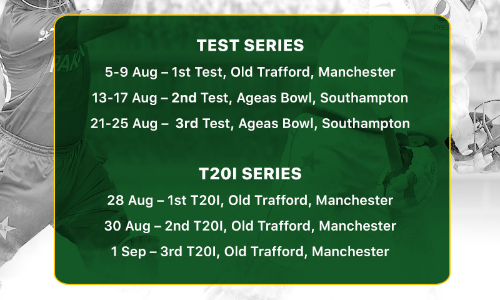 TEST SERIES
5-9 Aug – 1st Test, Old Trafford, Manchester
13-17 Aug – 2nd Test, Ageas Bowl, Southampton
21-25 Aug – 3rd Test, Ageas Bowl, Southampton
T20I SERIES
28 Aug – 1st T20I, Old Trafford, Manchester
30 Aug – 2nd T20I, Old Trafford, Manchester
1 Sep – 3rd T20I, Old Trafford, Manchester